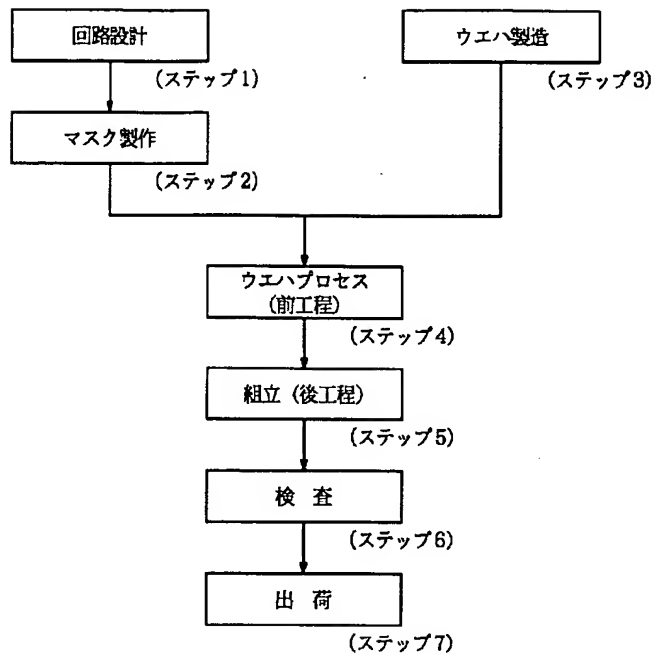 回路設計
(ステップ1)
マスク製作
(ステップ2)
ウエハ製造
(ステップ3)
ウエハプロセス
(前工程)
(ステップ4)
組立 (後工程)
(ステップ5)
検 査
(ステップ6)
出 荷
(ステップ7)